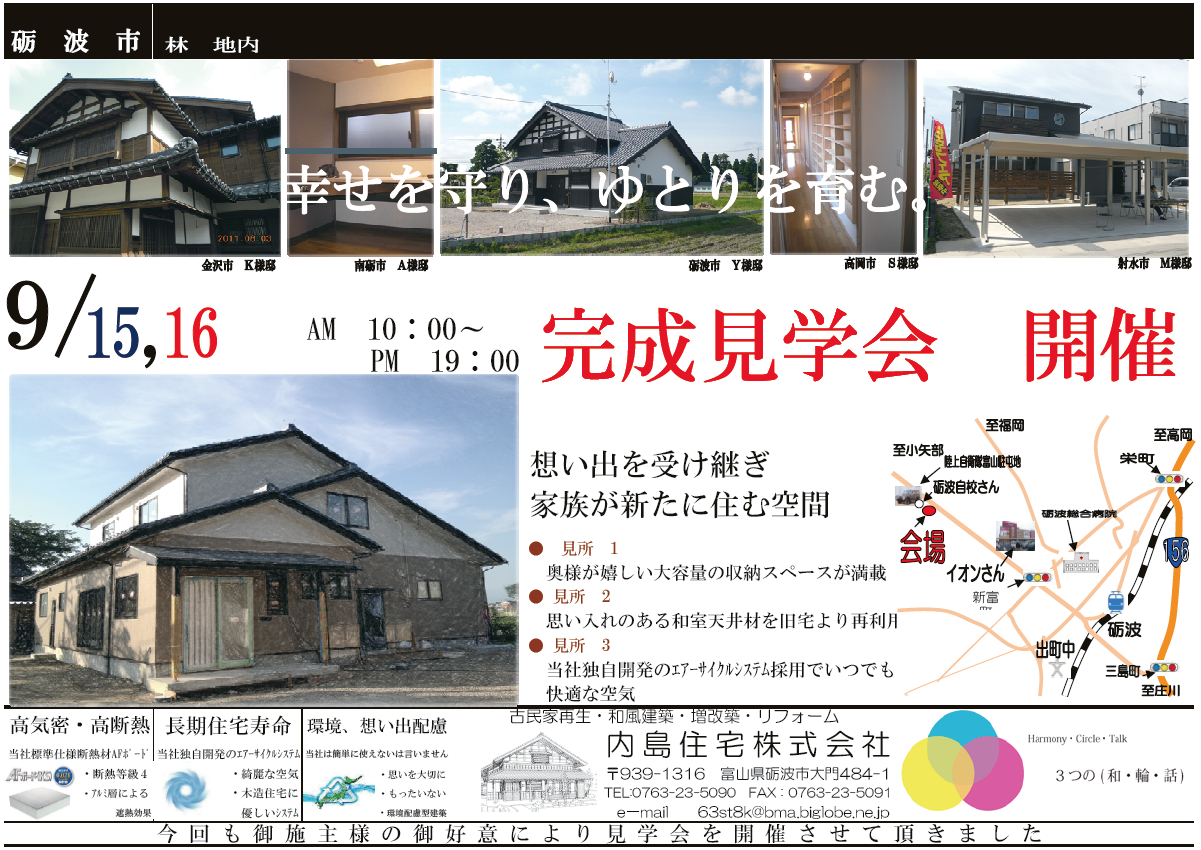 砺波市 林 地内
2011.08.03
幸せを守り、ゆとりを育む。
金沢市 K様邸
南砺市 A様邸
砺波市 Y様邸
高岡市 S様邸
射水市 M様邸
9/15,16
AM 10：00～
PM 19：00
完成見学会 開催
想い出を受け継ぎ
家族が新たに住む空間
● 見所 1
奥様が嬉しい大容量の収納スペースが満載
● 見所 2
思い入れのある和室天井材を旧宅より再利用
● 見所 3
当社独自開発のｴｱｰｻｲｸﾙｼｽﾃﾑ採用でいつでも
快適な空気
至福岡
至高岡
至小矢部
陸上自衛隊富山駐屯地
栄町
砺波自校さん
会場
砺波総合病院
156
イオンさん
新富町
砺波
出町中
三島町
至庄川
高気密・高断熱
当社標準仕様断熱材AFﾎﾞｰﾄﾞ
・断熱等級４
・ｱﾙﾐ層による
遮熱効果
長期住宅寿命
当社独自開発のｴｱｰｻｲｸﾙｼｽﾃﾑ
・綺麗な空気
・木造住宅に
優しいｼｽﾃﾑ
環境、想い出配慮
当社は簡単に使えないは言いません
・思いを大切に
・もったいない
・環境配慮型建築
古民家再生・和風建築・増改築・リフォーム
内島住宅株式会社
〒939-1316 富山県砺波市大門484-1
TEL:0763-23-5090 FAX：0763-23-5091
e-mail 63st8k@bma.biglobe.ne.jp
Harmony・Circle・Talk
３つの(和・輪・話)
今回も御施主様の御好意により見学会を開催させて頂きました